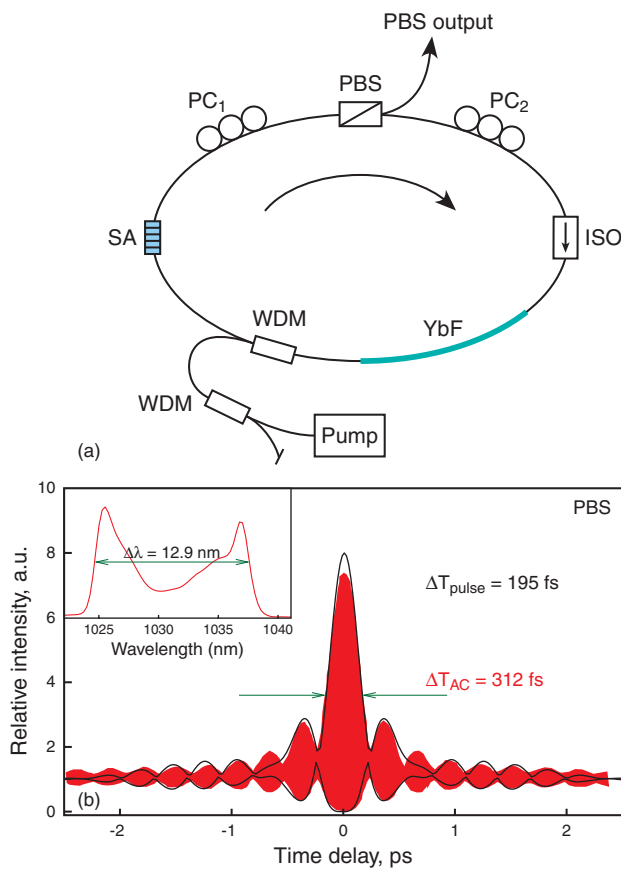 PBS output
PBS
PC₁
PC₂
SA
ISO
WDM
YbF
WDM
Pump
(a)
10
PBS
Δλ = 12.9 nm
8
ΔTpulse = 195 fs
1025 1030 1035 1040
Wavelength (nm)
6
Relative intensity, a.u.
ΔTAC = 312 fs
4
2
1
0
(b)
-2 -1 0 1 2
Time delay, ps